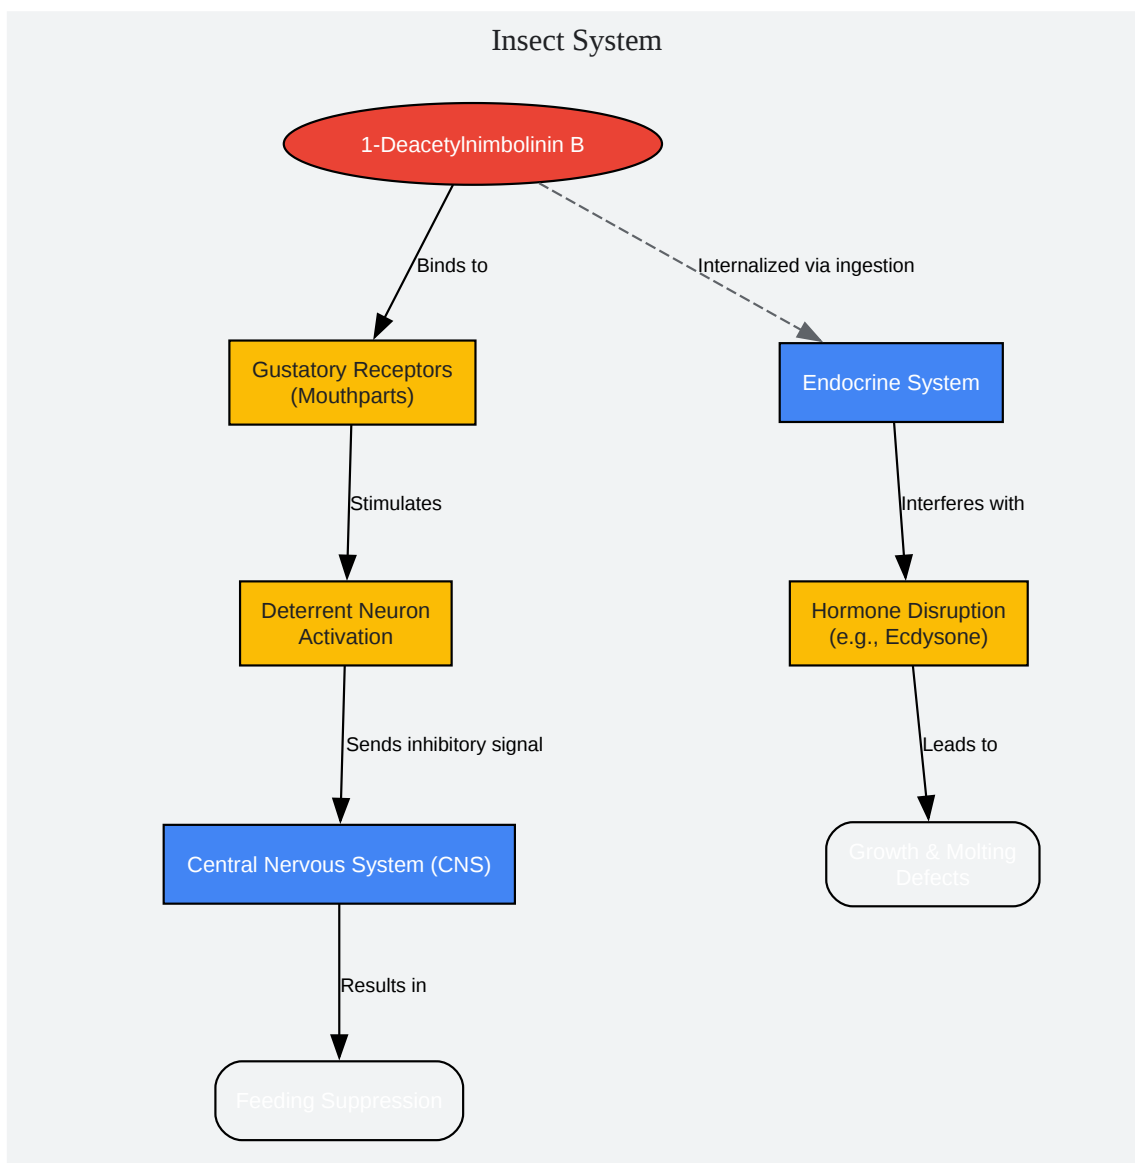 Insect System
1-Deacetylnimbolinin B
Binds to
Internalized via ingestion
Gustatory Receptors
(Mouthparts)
Endocrine System
Stimulates
Interferes with
Deterrent Neuron
Activation
Hormone Disruption
(e.g., Ecdysone)
Sends inhibitory signal
Leads to
Central Nervous System (CNS)
Growth & Molting
Defects
Results in
Feeding Suppression